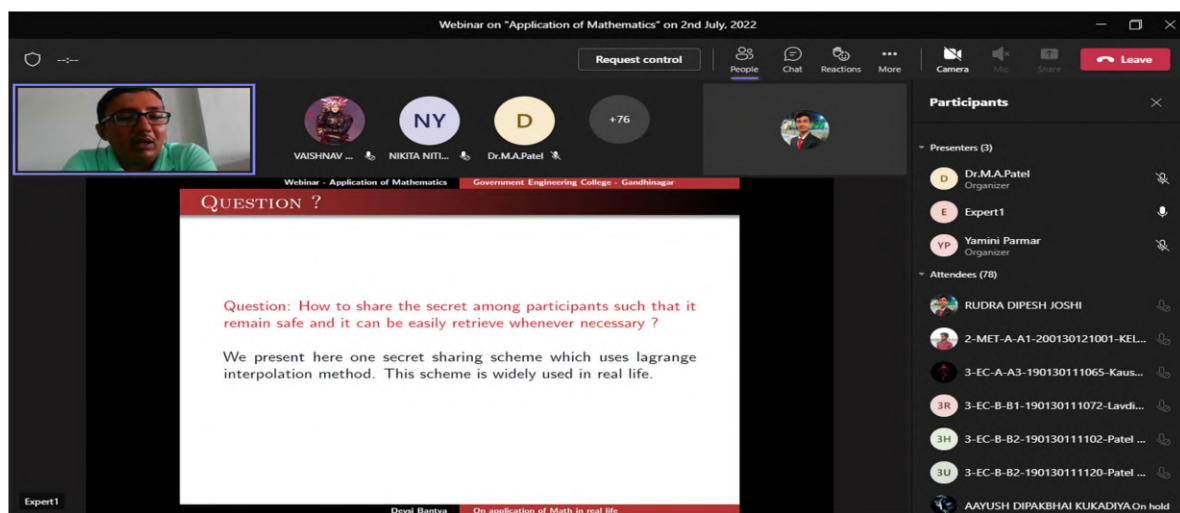 Webinar on "Application of Mathematics" on 2nd July, 2022
--:--
Request control
People
Chat
Reactions
More
Camera
Mic
Share
Leave
VAISHNAV ...
NY
NIKITA NITI...
D
Dr.M.A.Patel
+76
Webinar - Application of Mathematics
Government Engineering College - Gandhinagar
QUESTION ?
Question: How to share the secret among participants such that it
remain safe and it can be easily retrieve whenever necessary ?
We present here one secret sharing scheme which uses lagrange
interpolation method. This scheme is widely used in real life.
Expert1
Devsi Bantva
On application of Math in real life
Participants
Presenters (3)
D
Dr.M.A.Patel
Organizer
E
Expert1
YP
Yamini Parmar
Organizer
Attendees (78)
RUDRA DIPESH JOSHI
2-MET-A-A1-200130121001-KEL...
3-EC-A-A3-190130111065-Kaus...
3R
3-EC-B-B1-190130111072-Lavdi...
3H
3-EC-B-B2-190130111102-Patel ...
3U
3-EC-B-B2-190130111120-Patel ...
AAYUSH DIPAKBHAI KUKADIYA On hold